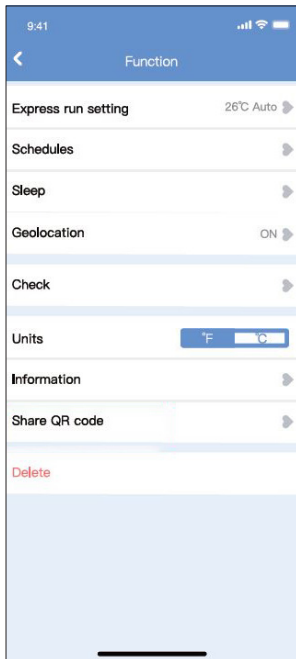 9:41
Function
Express run setting 26℃ Auto
Schedules
Sleep
Geolocation ON
Check
Units °F ℃
Information
Share QR code
Delete